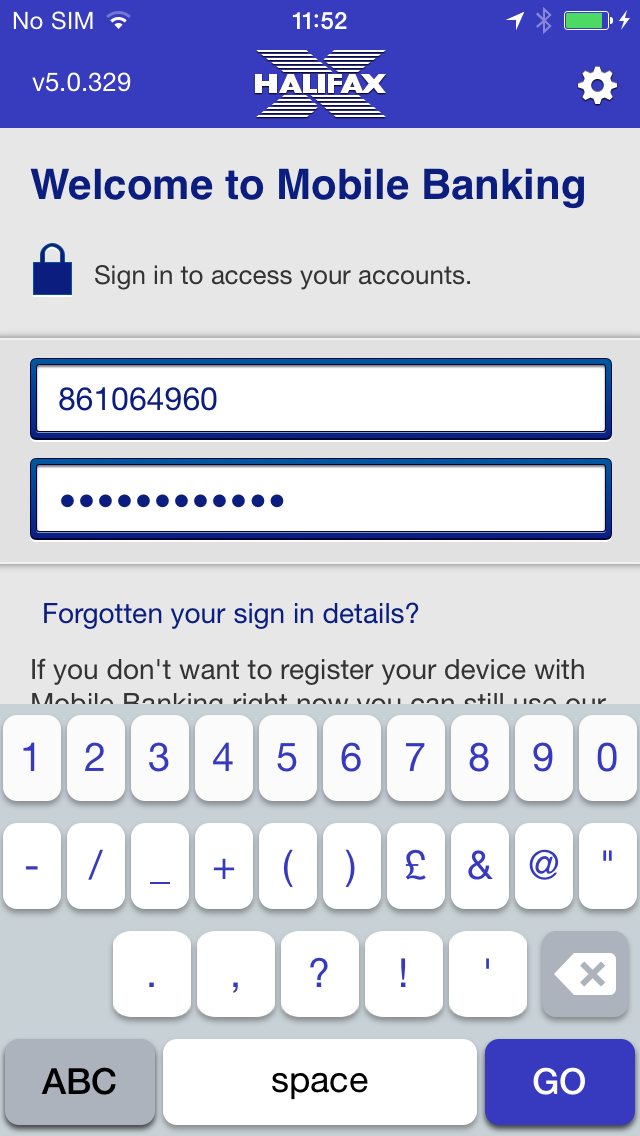 No SIM 11:52
v5.0.329 HALIFAX
Welcome to Mobile Banking
Sign in to access your accounts.
861064960
••••••••••••
Forgotten your sign in details?
If you don't want to register your device with
Mobile Banking right now you can still use our
1 2 3 4 5 6 7 8 9 0
- / _ + ( ) £ & @ "
. , ? ! '
ABC space GO